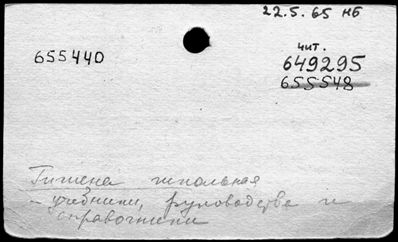 22.5.65 нб
655440
чит.
649295
655548
Гигиена школьная
- учебники, руководства и
справочники